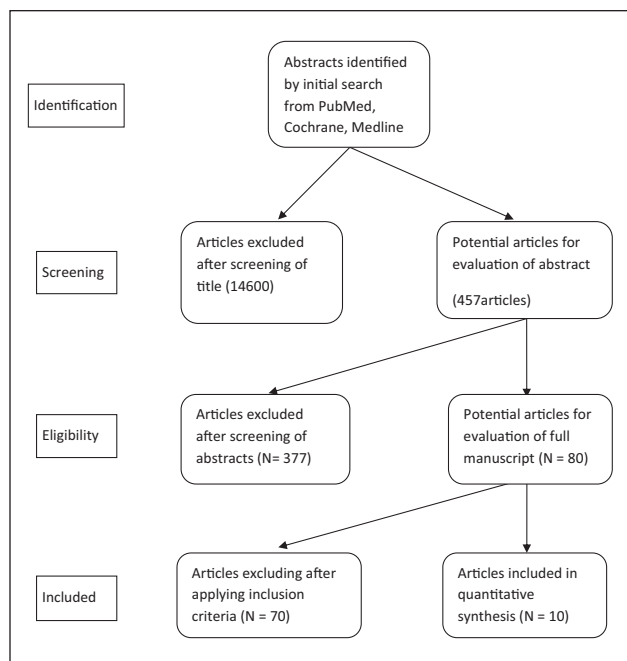 Identification
Abstracts identified
by initial search
from PubMed,
Cochrane, Medline
Screening
Articles excluded
after screening of
title (14600)
Potential articles for
evaluation of abstract
(457articles)
Eligibility
Articles excluded
after screening of
abstracts (N= 377)
Potential articles for
evaluation of full
manuscript (N = 80)
Included
Articles excluding after
applying inclusion
criteria (N = 70)
Articles included in
quantitative
synthesis (N = 10)